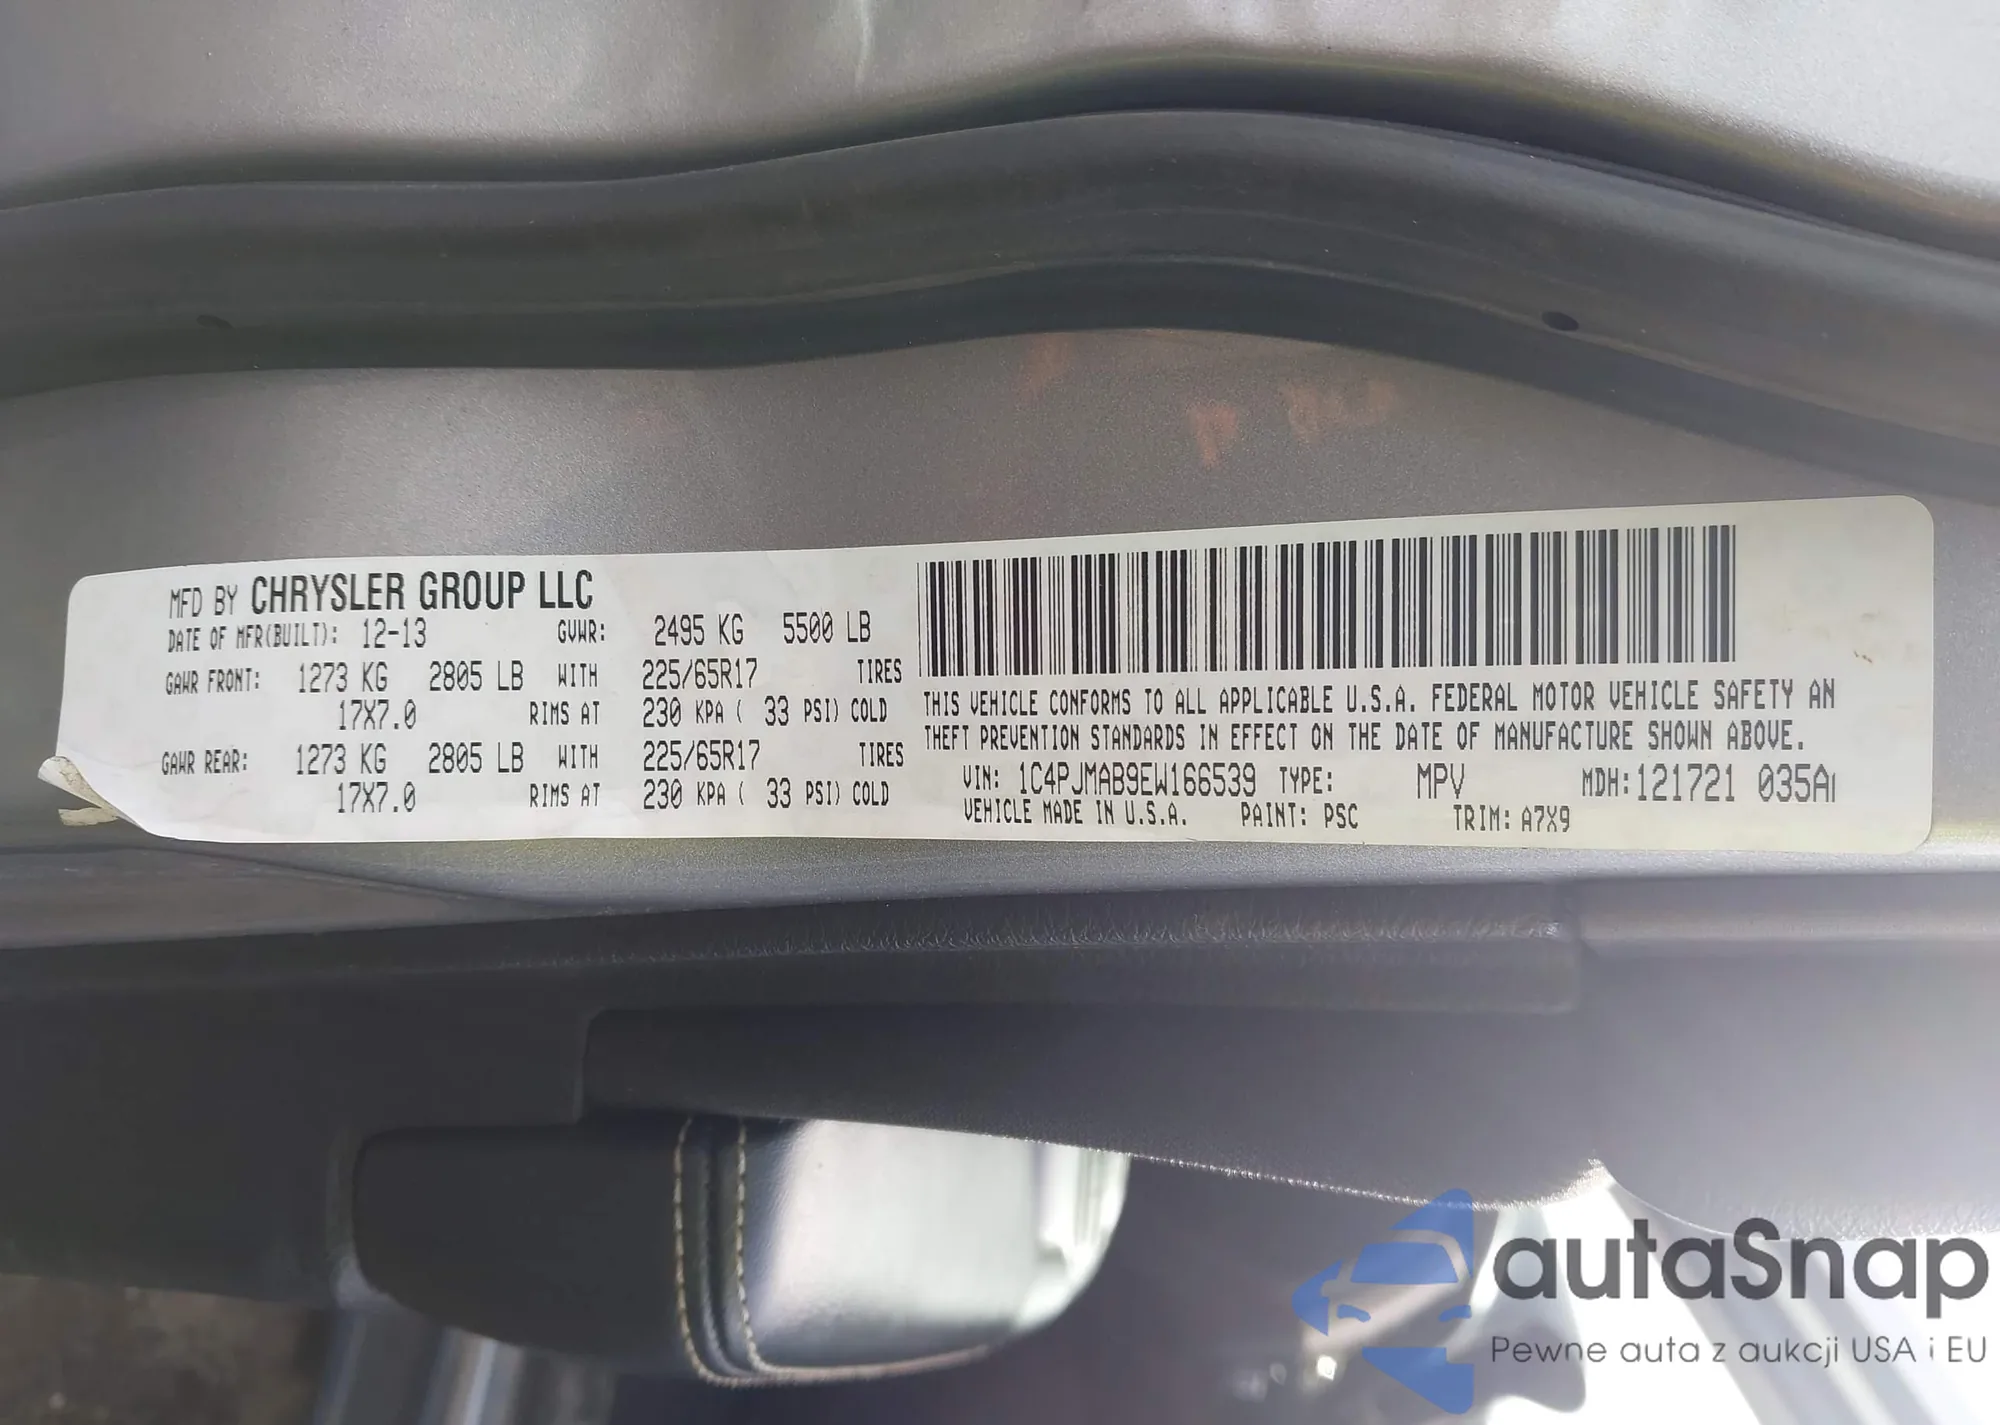 MFD BY CHRYSLER GROUP LLC
DATE OF MFR(BUILT): 12-13 GVWR: 2495 KG 5500 LB
GAWR FRONT: 1273 KG 2805 LB WITH 225/65R17 TIRES
17X7.0 RIMS AT 230 KPA ( 33 PSI) COLD
GAWR REAR: 1273 KG 2805 LB WITH 225/65R17 TIRES
17X7.0 RIMS AT 230 KPA ( 33 PSI) COLD
THIS VEHICLE CONFORMS TO ALL APPLICABLE U.S.A. FEDERAL MOTOR VEHICLE SAFETY AN
THEFT PREVENTION STANDARDS IN EFFECT ON THE DATE OF MANUFACTURE SHOWN ABOVE.
VIN: 1C4PJMAB9EW166539 TYPE: MPV MDH:121721 035A
VEHICLE MADE IN U.S.A. PAINT: PSC TRIM: A7X9
autaSnap
Pewne auta z aukcji USA i EU